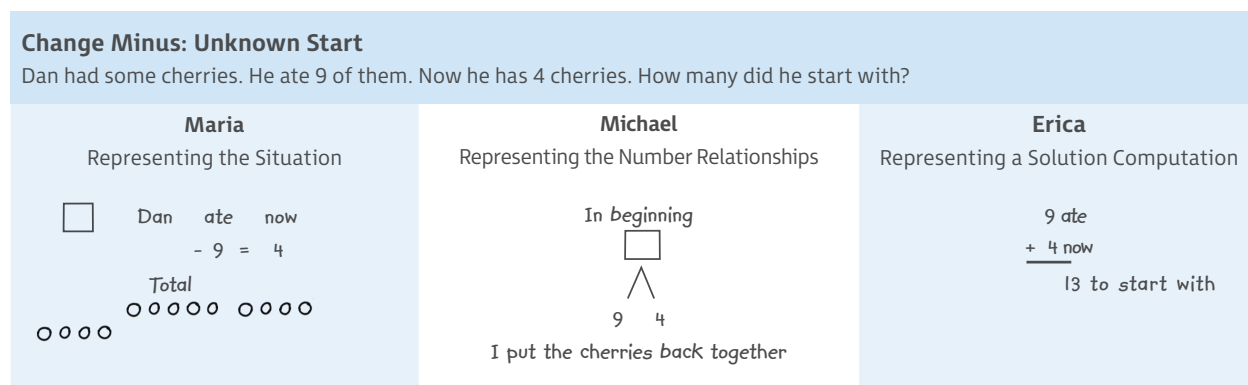 Change Minus: Unknown Start
Dan had some cherries. He ate 9 of them. Now he has 4 cherries. How many did he start with?
Maria
Representing the Situation
Dan ate now
- 9 = 4
Total
Michael
Representing the Number Relationships
In beginning
9 4
I put the cherries back together
Erica
Representing a Solution Computation
9 ate
+ 4 now
13 to start with